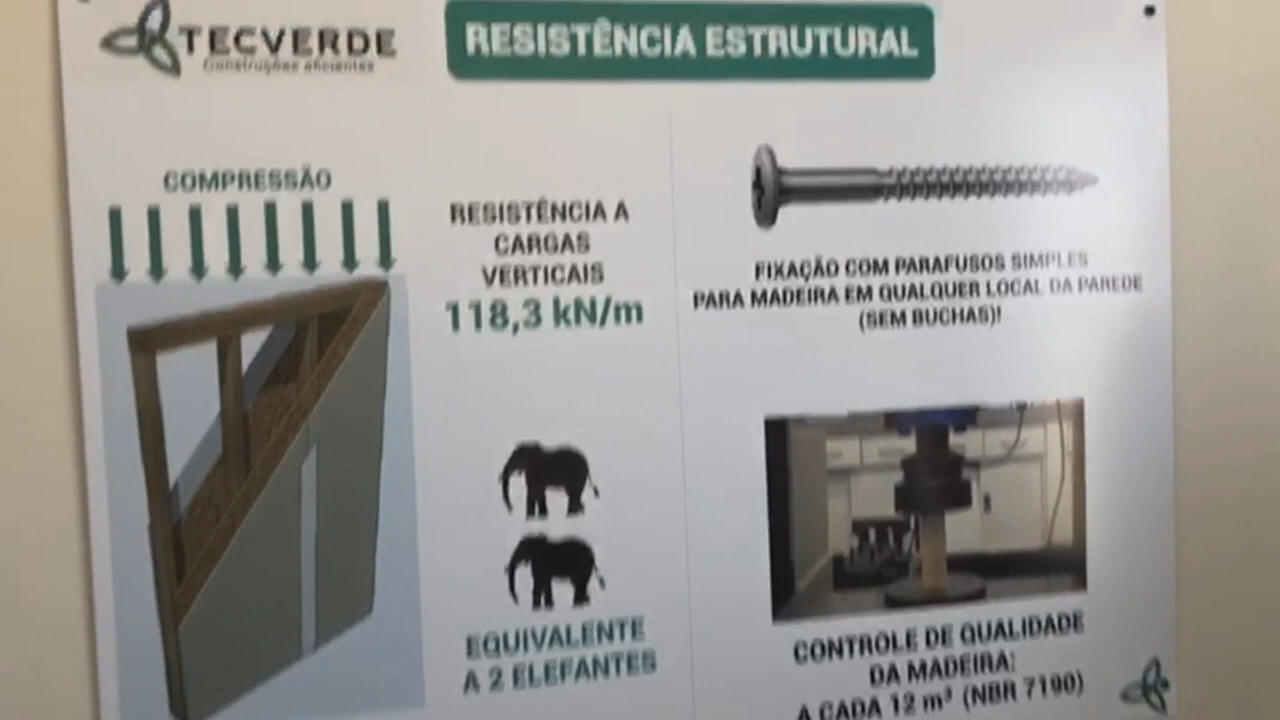 TECVERDE
Construções eficientes
RESISTÊNCIA ESTRUTURAL
COMPRESSÃO
RESISTÊNCIA A
CARGAS
VERTICAIS
118,3 kN/m
EQUIVALENTE
A 2 ELEFANTES
FIXAÇÃO COM PARAFUSOS SIMPLES
PARA MADEIRA EM QUALQUER LOCAL DA PAREDE
(SEM BUCHAS)!
CONTROLE DE QUALIDADE
DA MADEIRA:
A CADA 12 m³ (NBR 7190)